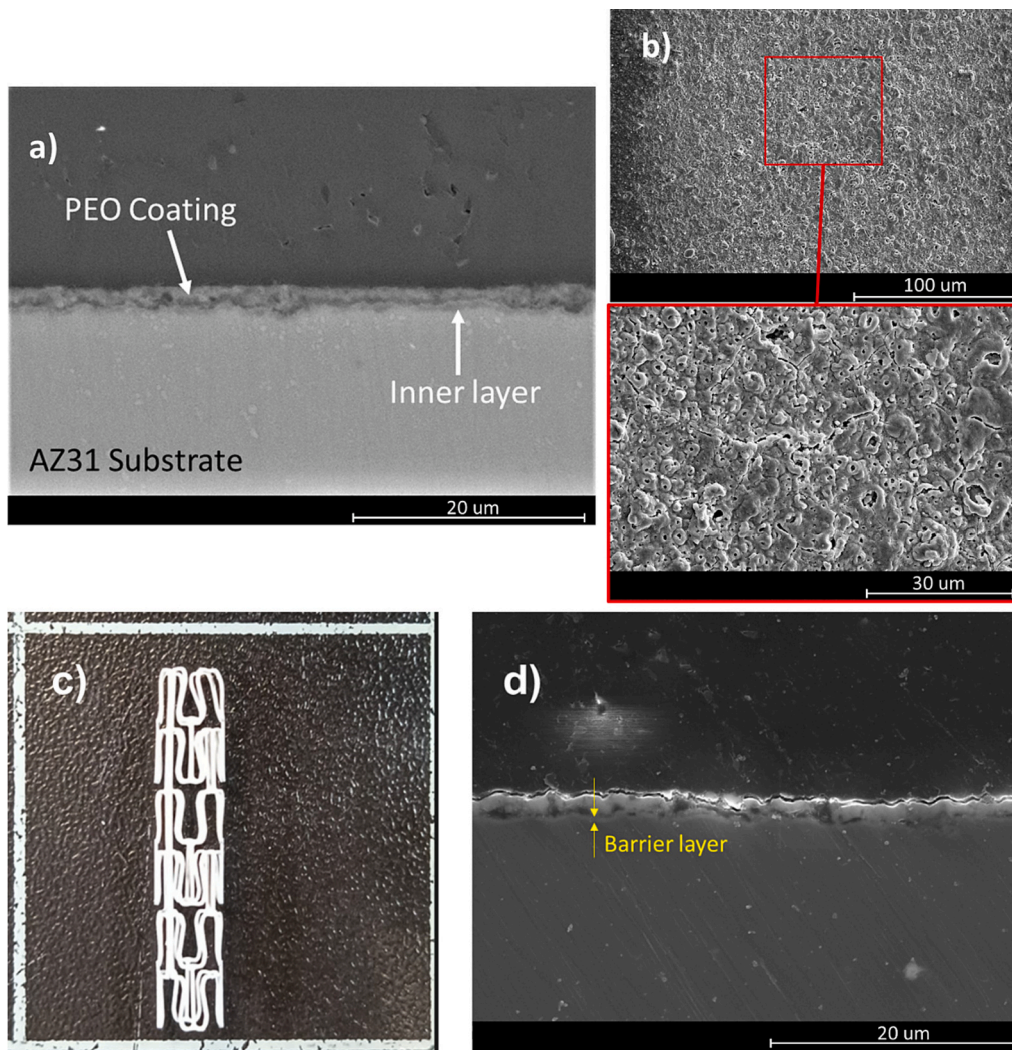 a)
PEO Coating
Inner layer
AZ31 Substrate
20 um
b)
100 um
30 um
c)
d)
Barrier layer
20 um